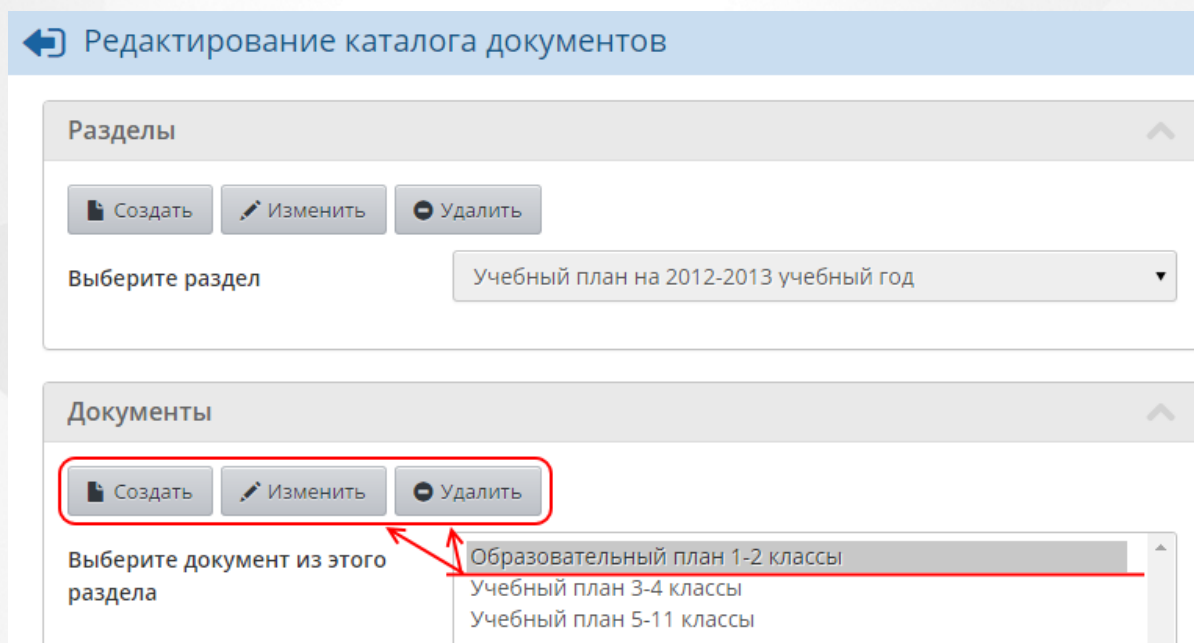 Редактирование каталога документов
Разделы
Создать Изменить Удалить
Выберите раздел Учебный план на 2012-2013 учебный год
Документы
Создать Изменить Удалить
Выберите документ из этого
раздела
Образовательный план 1-2 классы
Учебный план 3-4 классы
Учебный план 5-11 классы